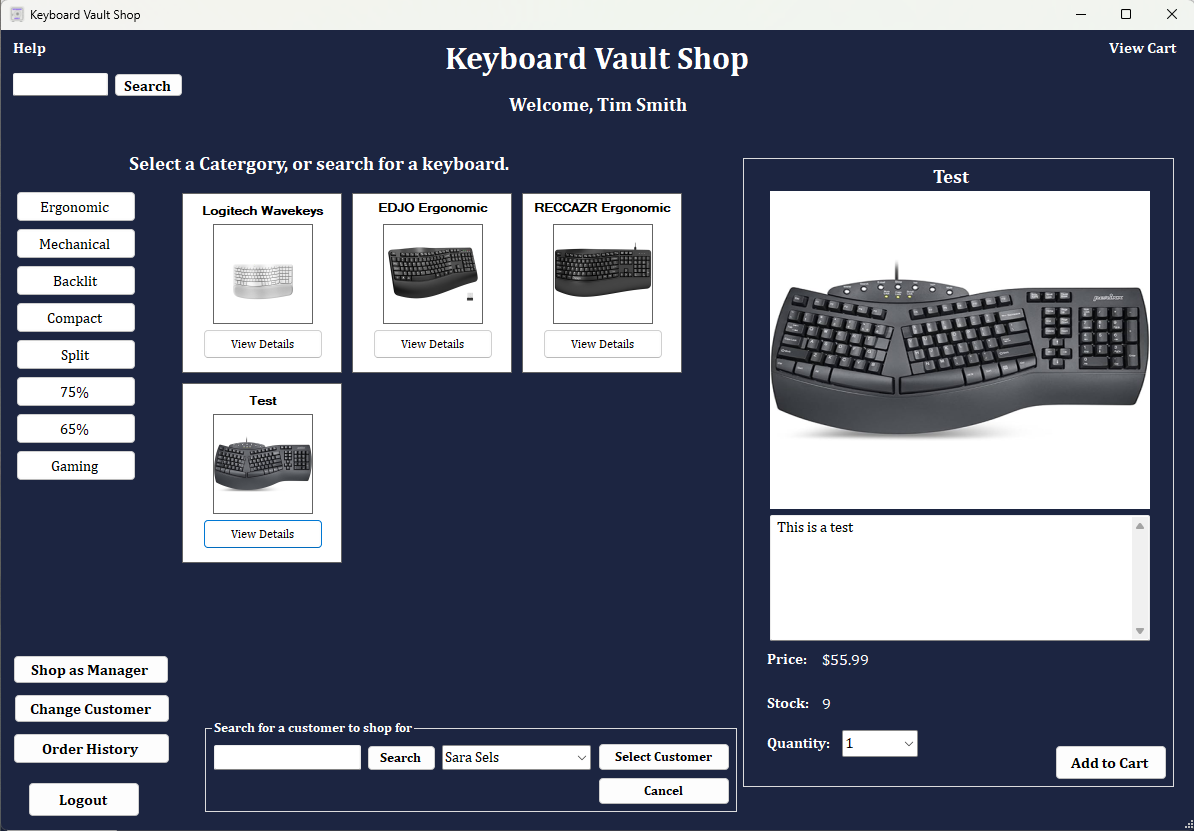 Keyboard Vault Shop
Help
View Cart
Keyboard Vault Shop
Search
Welcome, Tim Smith
Select a Catergory, or search for a keyboard.
Ergonomic
Mechanical
Backlit
Compact
Split
75%
65%
Gaming
Logitech Wavekeys
View Details
EDJO Ergonomic
View Details
RECCAZR Ergonomic
View Details
Test
View Details
Test
perixx
This is a test
Price: $55.99
Stock: 9
Quantity: 1
Add to Cart
Shop as Manager
Change Customer
Order History
Logout
Search for a customer to shop for
Search
Sara Sels
Select Customer
Cancel